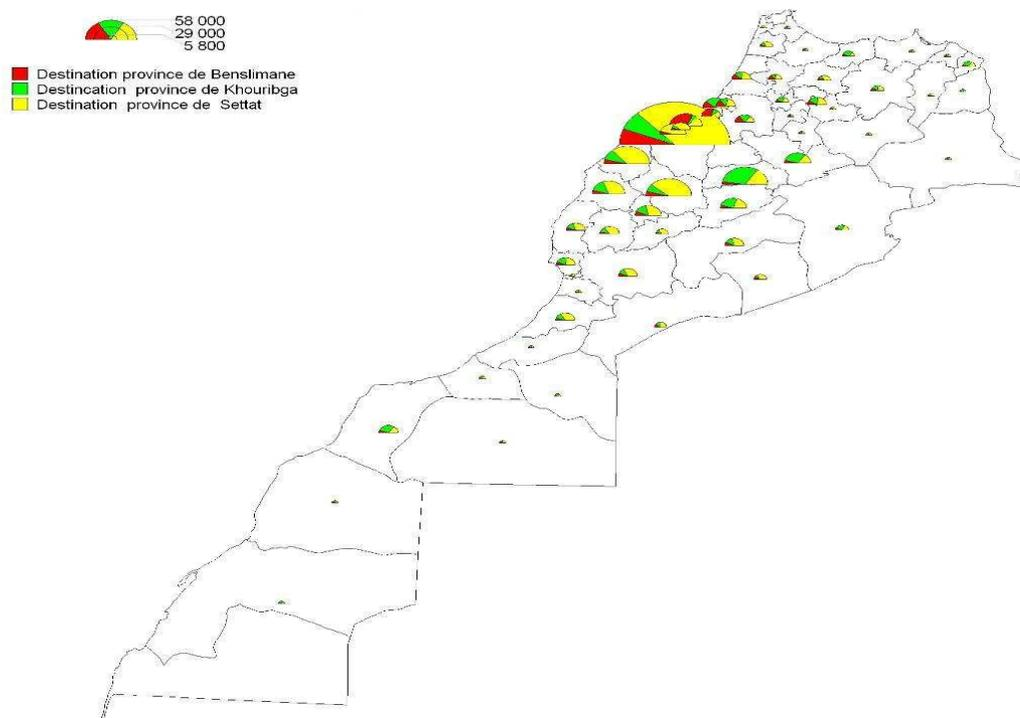 58 000
29 000
5 800
Destination province de Benslimane
Destincation province de Khouribga
Destination province de Settat